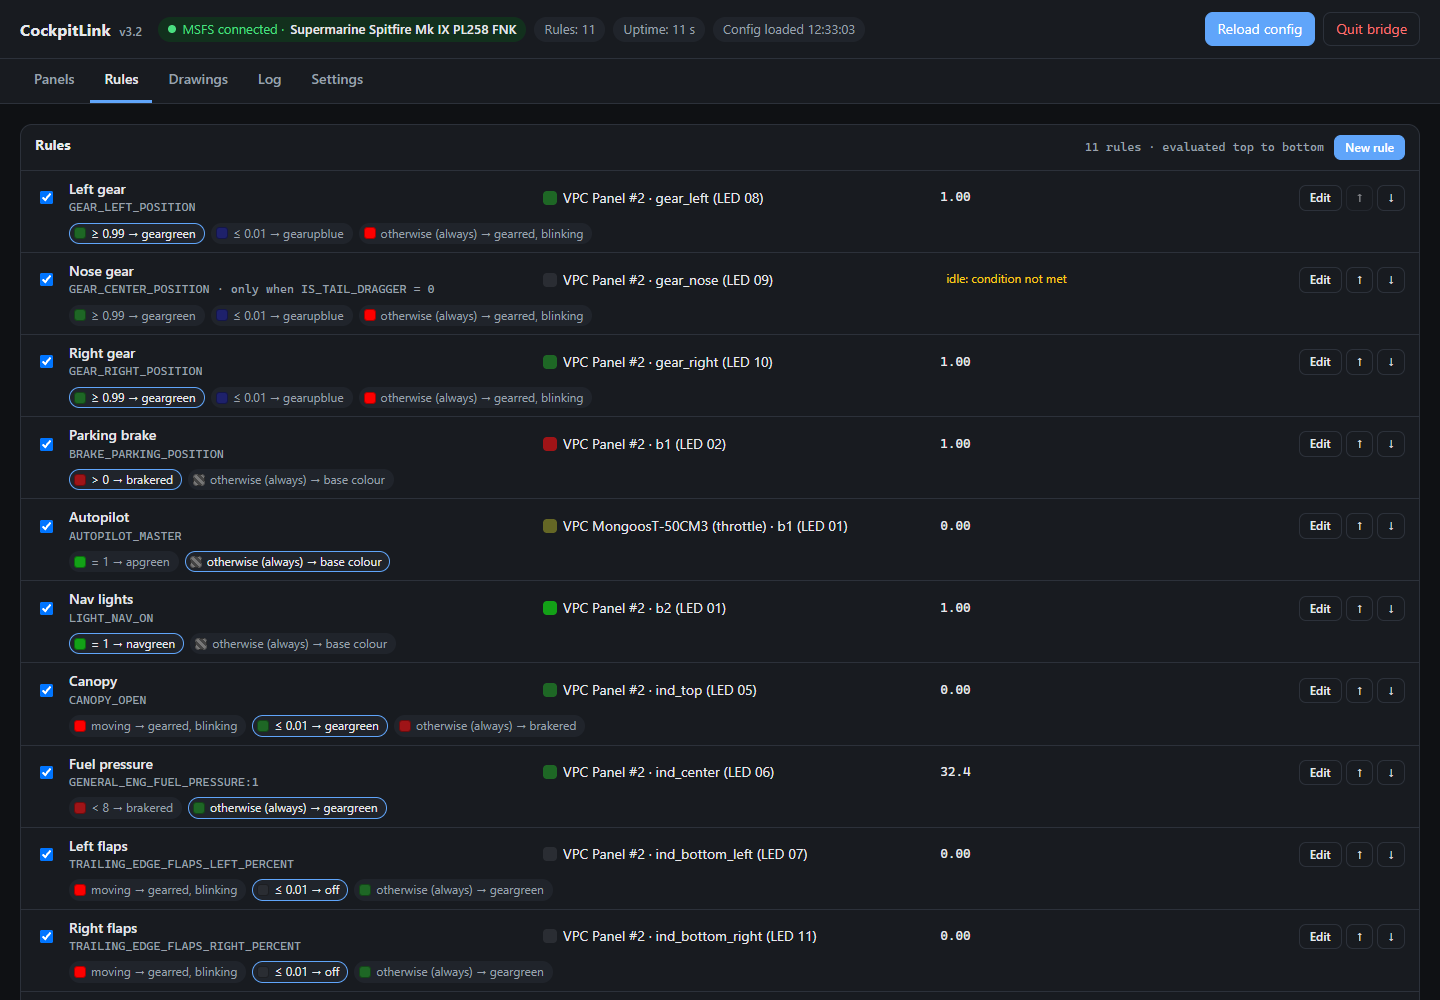 CockpitLink v3.2 MSFS connected · Supermarine Spitfire Mk IX PL258 FNK Rules: 11 Uptime: 11 s Config loaded 12:33:03 Reload config Quit bridge
Panels Rules Drawings Log Settings
Rules 11 rules · evaluated top to bottom New rule
Left gear VPC Panel #2 · gear_left (LED 08) 1.00 Edit ↑ ↓
GEAR_LEFT_POSITION
≥ 0.99 → geargreen ≤ 0.01 → gearupblue otherwise (always) → gearred, blinking
Nose gear VPC Panel #2 · gear_nose (LED 09) idle: condition not met Edit ↑ ↓
GEAR_CENTER_POSITION · only when IS_TAIL_DRAGGER = 0
≥ 0.99 → geargreen ≤ 0.01 → gearupblue otherwise (always) → gearred, blinking
Right gear VPC Panel #2 · gear_right (LED 10) 1.00 Edit ↑ ↓
GEAR_RIGHT_POSITION
≥ 0.99 → geargreen ≤ 0.01 → gearupblue otherwise (always) → gearred, blinking
Parking brake VPC Panel #2 · b1 (LED 02) 1.00 Edit ↑ ↓
BRAKE_PARKING_POSITION
> 0 → brakered otherwise (always) → base colour
Autopilot VPC MongoosT-50CM3 (throttle) · b1 (LED 01) 0.00 Edit ↑ ↓
AUTOPILOT_MASTER
= 1 → apgreen otherwise (always) → base colour
Nav lights VPC Panel #2 · b2 (LED 01) 1.00 Edit ↑ ↓
LIGHT_NAV_ON
= 1 → navgreen otherwise (always) → base colour
Canopy VPC Panel #2 · ind_top (LED 05) 0.00 Edit ↑ ↓
CANOPY_OPEN
moving → gearred, blinking ≤ 0.01 → geargreen otherwise (always) → brakered
Fuel pressure VPC Panel #2 · ind_center (LED 06) 32.4 Edit ↑ ↓
GENERAL_ENG_FUEL_PRESSURE:1
< 8 → brakered otherwise (always) → geargreen
Left flaps VPC Panel #2 · ind_bottom_left (LED 07) 0.00 Edit ↑ ↓
TRAILING_EDGE_FLAPS_LEFT_PERCENT
moving → gearred, blinking ≤ 0.01 → off otherwise (always) → geargreen
Right flaps VPC Panel #2 · ind_bottom_right (LED 11) 0.00 Edit ↑ ↓
TRAILING_EDGE_FLAPS_RIGHT_PERCENT
moving → gearred, blinking ≤ 0.01 → off otherwise (always) → geargreen